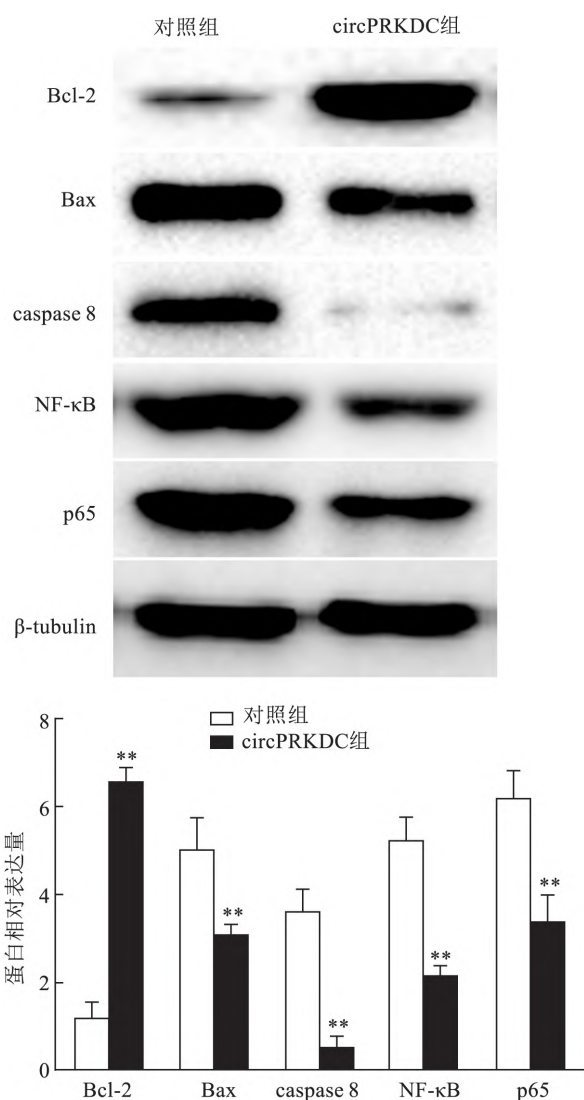 对照组 circPRKDC组
Bcl-2
Bax
caspase 8
NF-κB
p65
β-tubulin
对照组
circPRKDC组
蛋白相对表达量
8
6
4
2
0
**
**
**
**
**
Bcl-2 Bax caspase 8 NF-κB p65